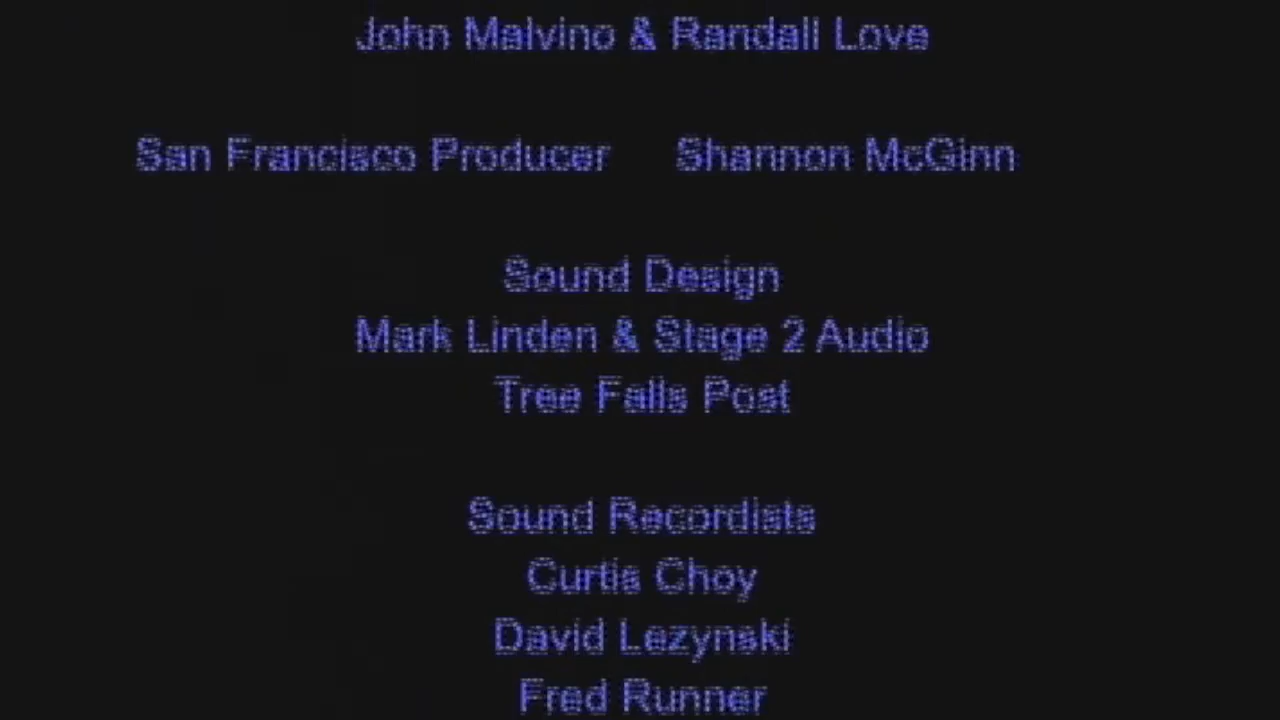 John Malvino & Randall Love
San Francisco Producer Shannon McGinn
Sound Design
Mark Linden & Stage 2 Audio
Tree Falls Post
Sound Recordists
Curtis Choy
David Lezynski
Fred Runner